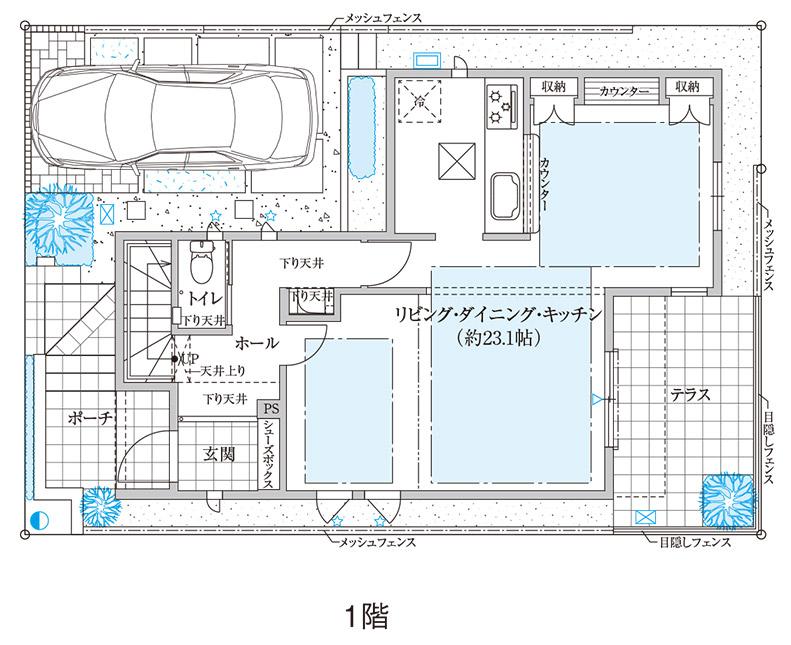 メッシュフェンス
収納
カウンター
収納
冷
カウンター
メッシュフェンス
下り天井
トイレ
下り天井
下り天井
リビング・ダイニング・キッチン
(約23.1帖)
ホール
UP
天井上り
下り天井
テラス
PS
ポーチ
シューズボックス
玄関
目隠しフェンス
メッシュフェンス
目隠しフェンス
1階